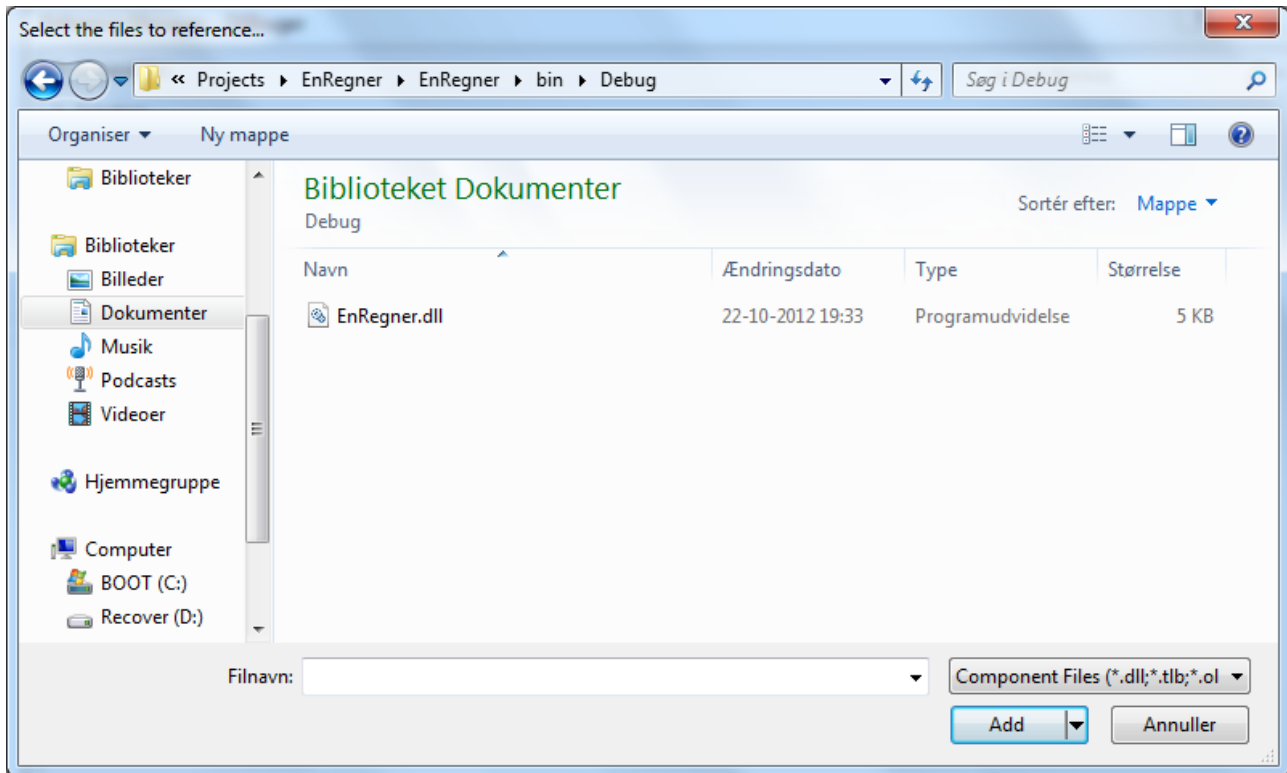 Select the files to reference...
« Projects EnRegner EnRegner bin Debug
Søg i Debug
Organiser Ny mappe
Biblioteker
Biblioteker
Billeder
Dokumenter
Musik
Podcasts
Videoer
Hjemmegruppe
Computer
BOOT (C:)
Recover (D:)
Biblioteket Dokumenter
Debug
Sortér efter: Mappe
Navn Ændringsdato Type Størrelse
EnRegner.dll 22-10-2012 19:33 Programudvidelse 5 KB
Filnavn:
Component Files (*.dll;*.tlb;*.ol
Add Annuller